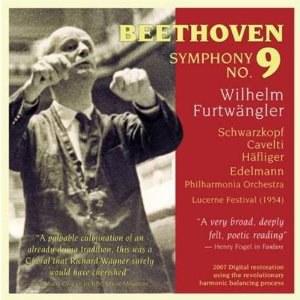 BEETHOVEN
SYMPHONY
NO. 9
Wilhelm
Furtwängler
Schwarzkopf
Cavelti
Häfliger
Edelmann
Philharmonia Orchestra
Lucerne Festival (1954)
"A very broad, deeply
felt, poetic reading"
— Henry Fogel in Fanfare
"A palpable culmination of an
already dying tradition, this was a
Choral that Richard Wagner surely
would have cherished"
2007 Digital restoration
using the revolutionary
harmonic balancing process